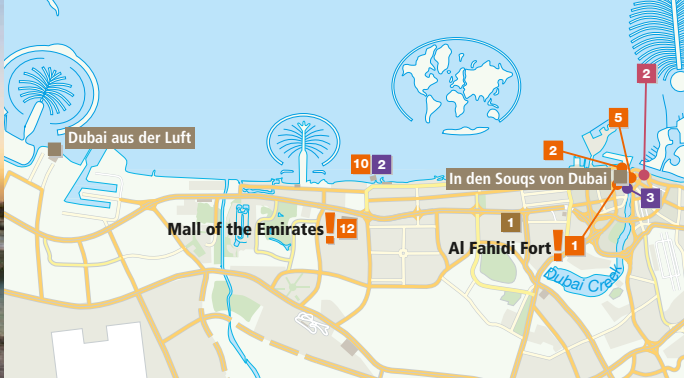 2
5
Dubai aus der Luft
2
10 2
In den Souqs von Dubai
3
Mall of the Emirates! 12
1
Al Fahidi Fort! 1
Dubai Creek